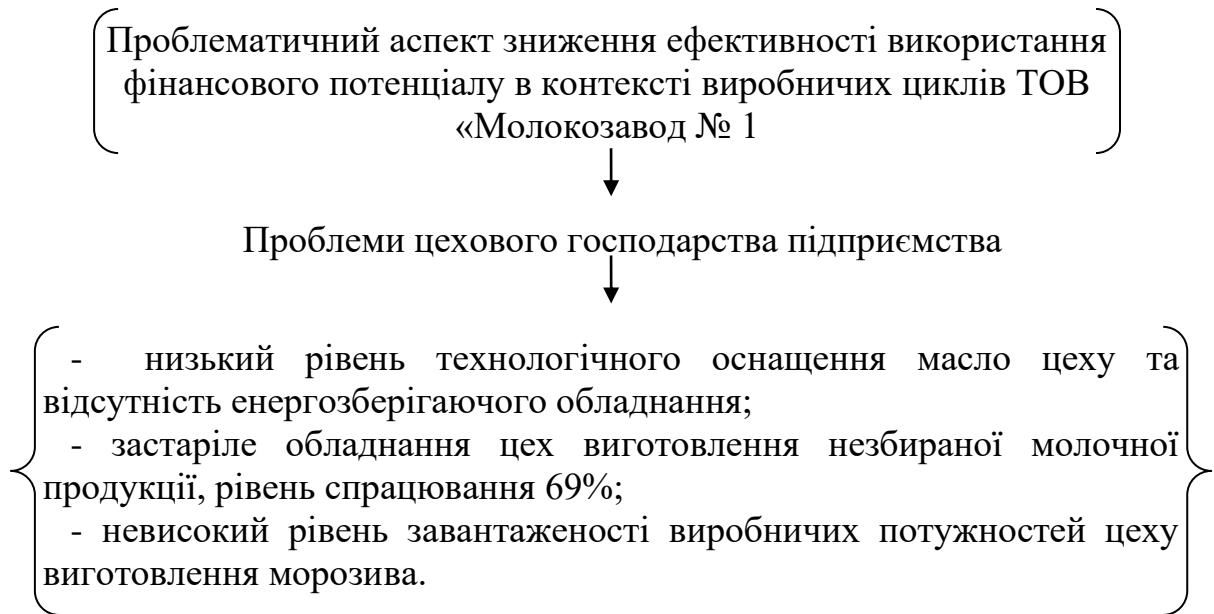 Проблематичний аспект зниження ефективності використання
фінансового потенціалу в контексті виробничих циклів ТОВ
«Молокозавод № 1
Проблеми цехового господарства підприємства
- низький рівень технологічного оснащення масло цеху та
відсутність енергозберігаючого обладнання;
- застаріле обладнання цех виготовлення незбираної молочної
продукції, рівень спрацювання 69%;
- невисокий рівень завантаженості виробничих потужностей цеху
виготовлення морозива.